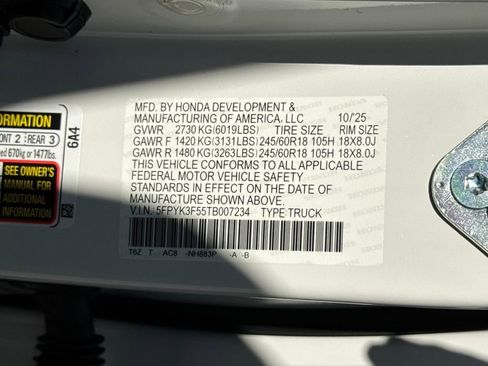 MFD. BY HONDA DEVELOPMENT &
MANUFACTURING OF AMERICA, LLC 10/'25
GVWR 2730 KG(6019LBS) TIRE SIZE RIM SIZE
GAWR F 1420 KG(3131LBS) 245/60R18 105H 18X8.0J
GAWR R 1480 KG(3263LBS) 245/60R18 105H 18X8.0J
THIS VEHICLE CONFORMS TO ALL APPLICABLE
FEDERAL MOTOR VEHICLE SAFETY
STANDARDS IN EFFECT ON THE DATE OF
MANUFACTURE SHOWN ABOVE.
V.I.N. 5FPYK3F55TB007234 TYPE:TRUCK
T6Z T AC8 -NH883P -A -B
FORMATION
ONT 2 REAR 3
ed 670kg or 1477lbs.
SEE OWNER'S
MANUAL FOR
ADDITIONAL
INFORMATION
6A4